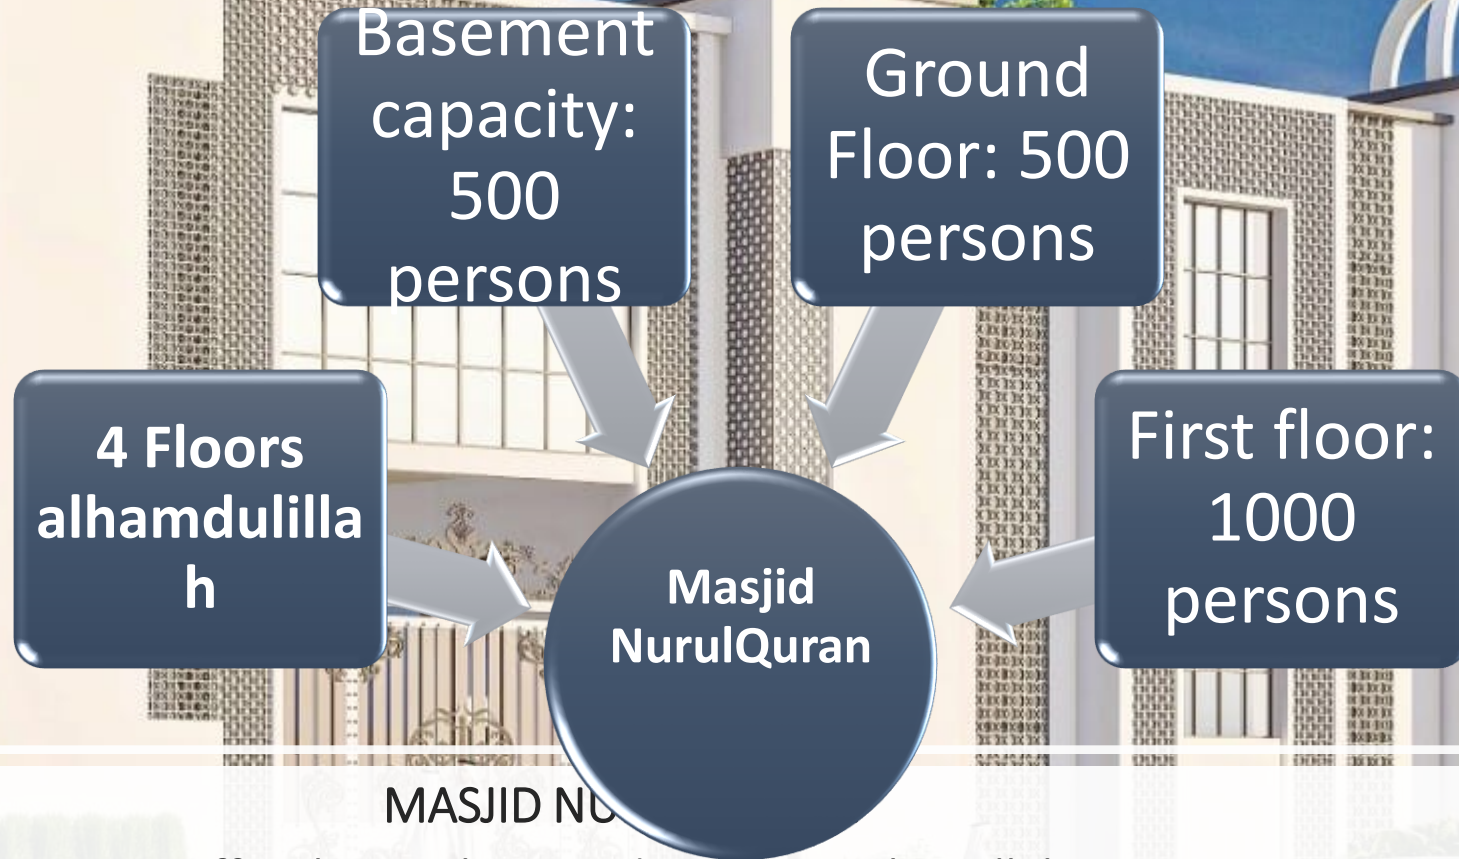 Basement
capacity:
500
persons
Ground
Floor: 500
persons
4 Floors
alhamdulilla
h
First floor:
1000
persons
Masjid
NurulQuran
MASJID NU